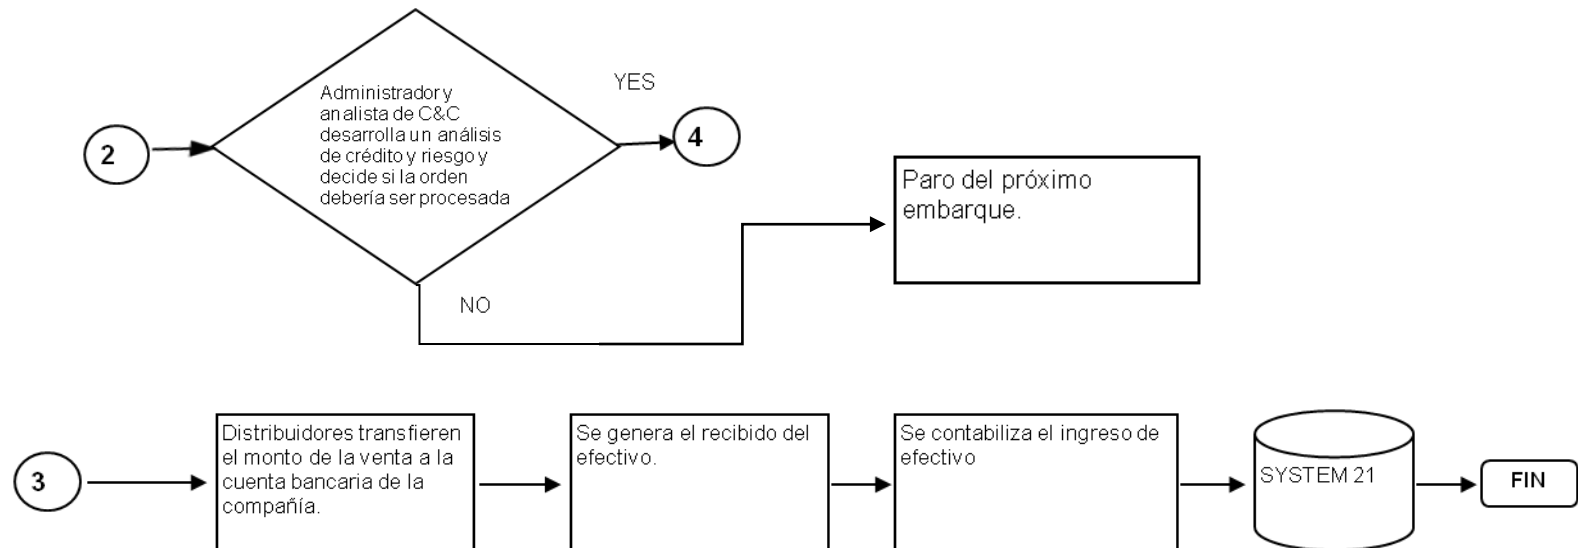 YES
Administrador y
analista de C&C
desarrolla un análisis
de crédito y riesgo y
decide si la orden
debería ser procesada
2
4
Paro del próximo
embarque.
NO
3
Distribuidores transfieren
el monto de la venta a la
cuenta bancaria de la
compañía.
Se genera el recibido del
efectivo.
Se contabiliza el ingreso de
efectivo
SYSTEM 21
FIN